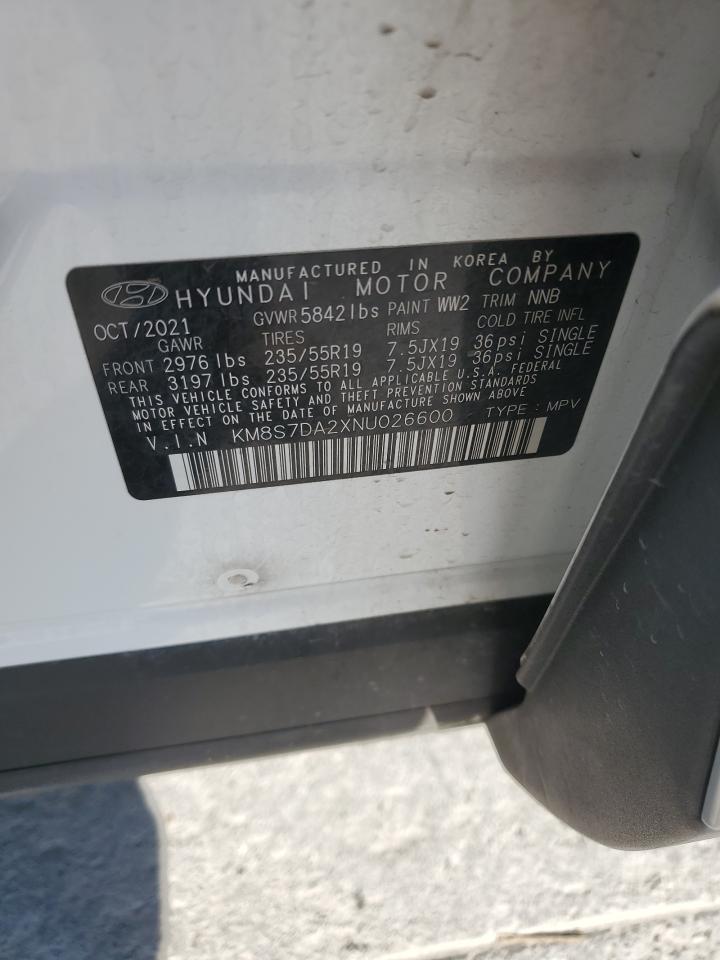 MANUFACTURED IN KOREA BY
HYUNDAI MOTOR COMPANY
OCT/2021 GVWR 5842 lbs PAINT WW2 TRIM NNB
GAWR TIRES RIMS COLD TIRE INFL
FRONT 2976 lbs 235/55R19 7.5JX19 36psi SINGLE
REAR 3197 lbs 235/55R19 7.5JX19 36psi SINGLE
THIS VEHICLE CONFORMS TO ALL APPLICABLE U.S.A. FEDERAL
MOTOR VEHICLE SAFETY AND THEFT PREVENTION STANDARDS
IN EFFECT ON THE DATE OF MANUFACTURE
V.I.N KM8S7DA2XNU026600 TYPE : MPV